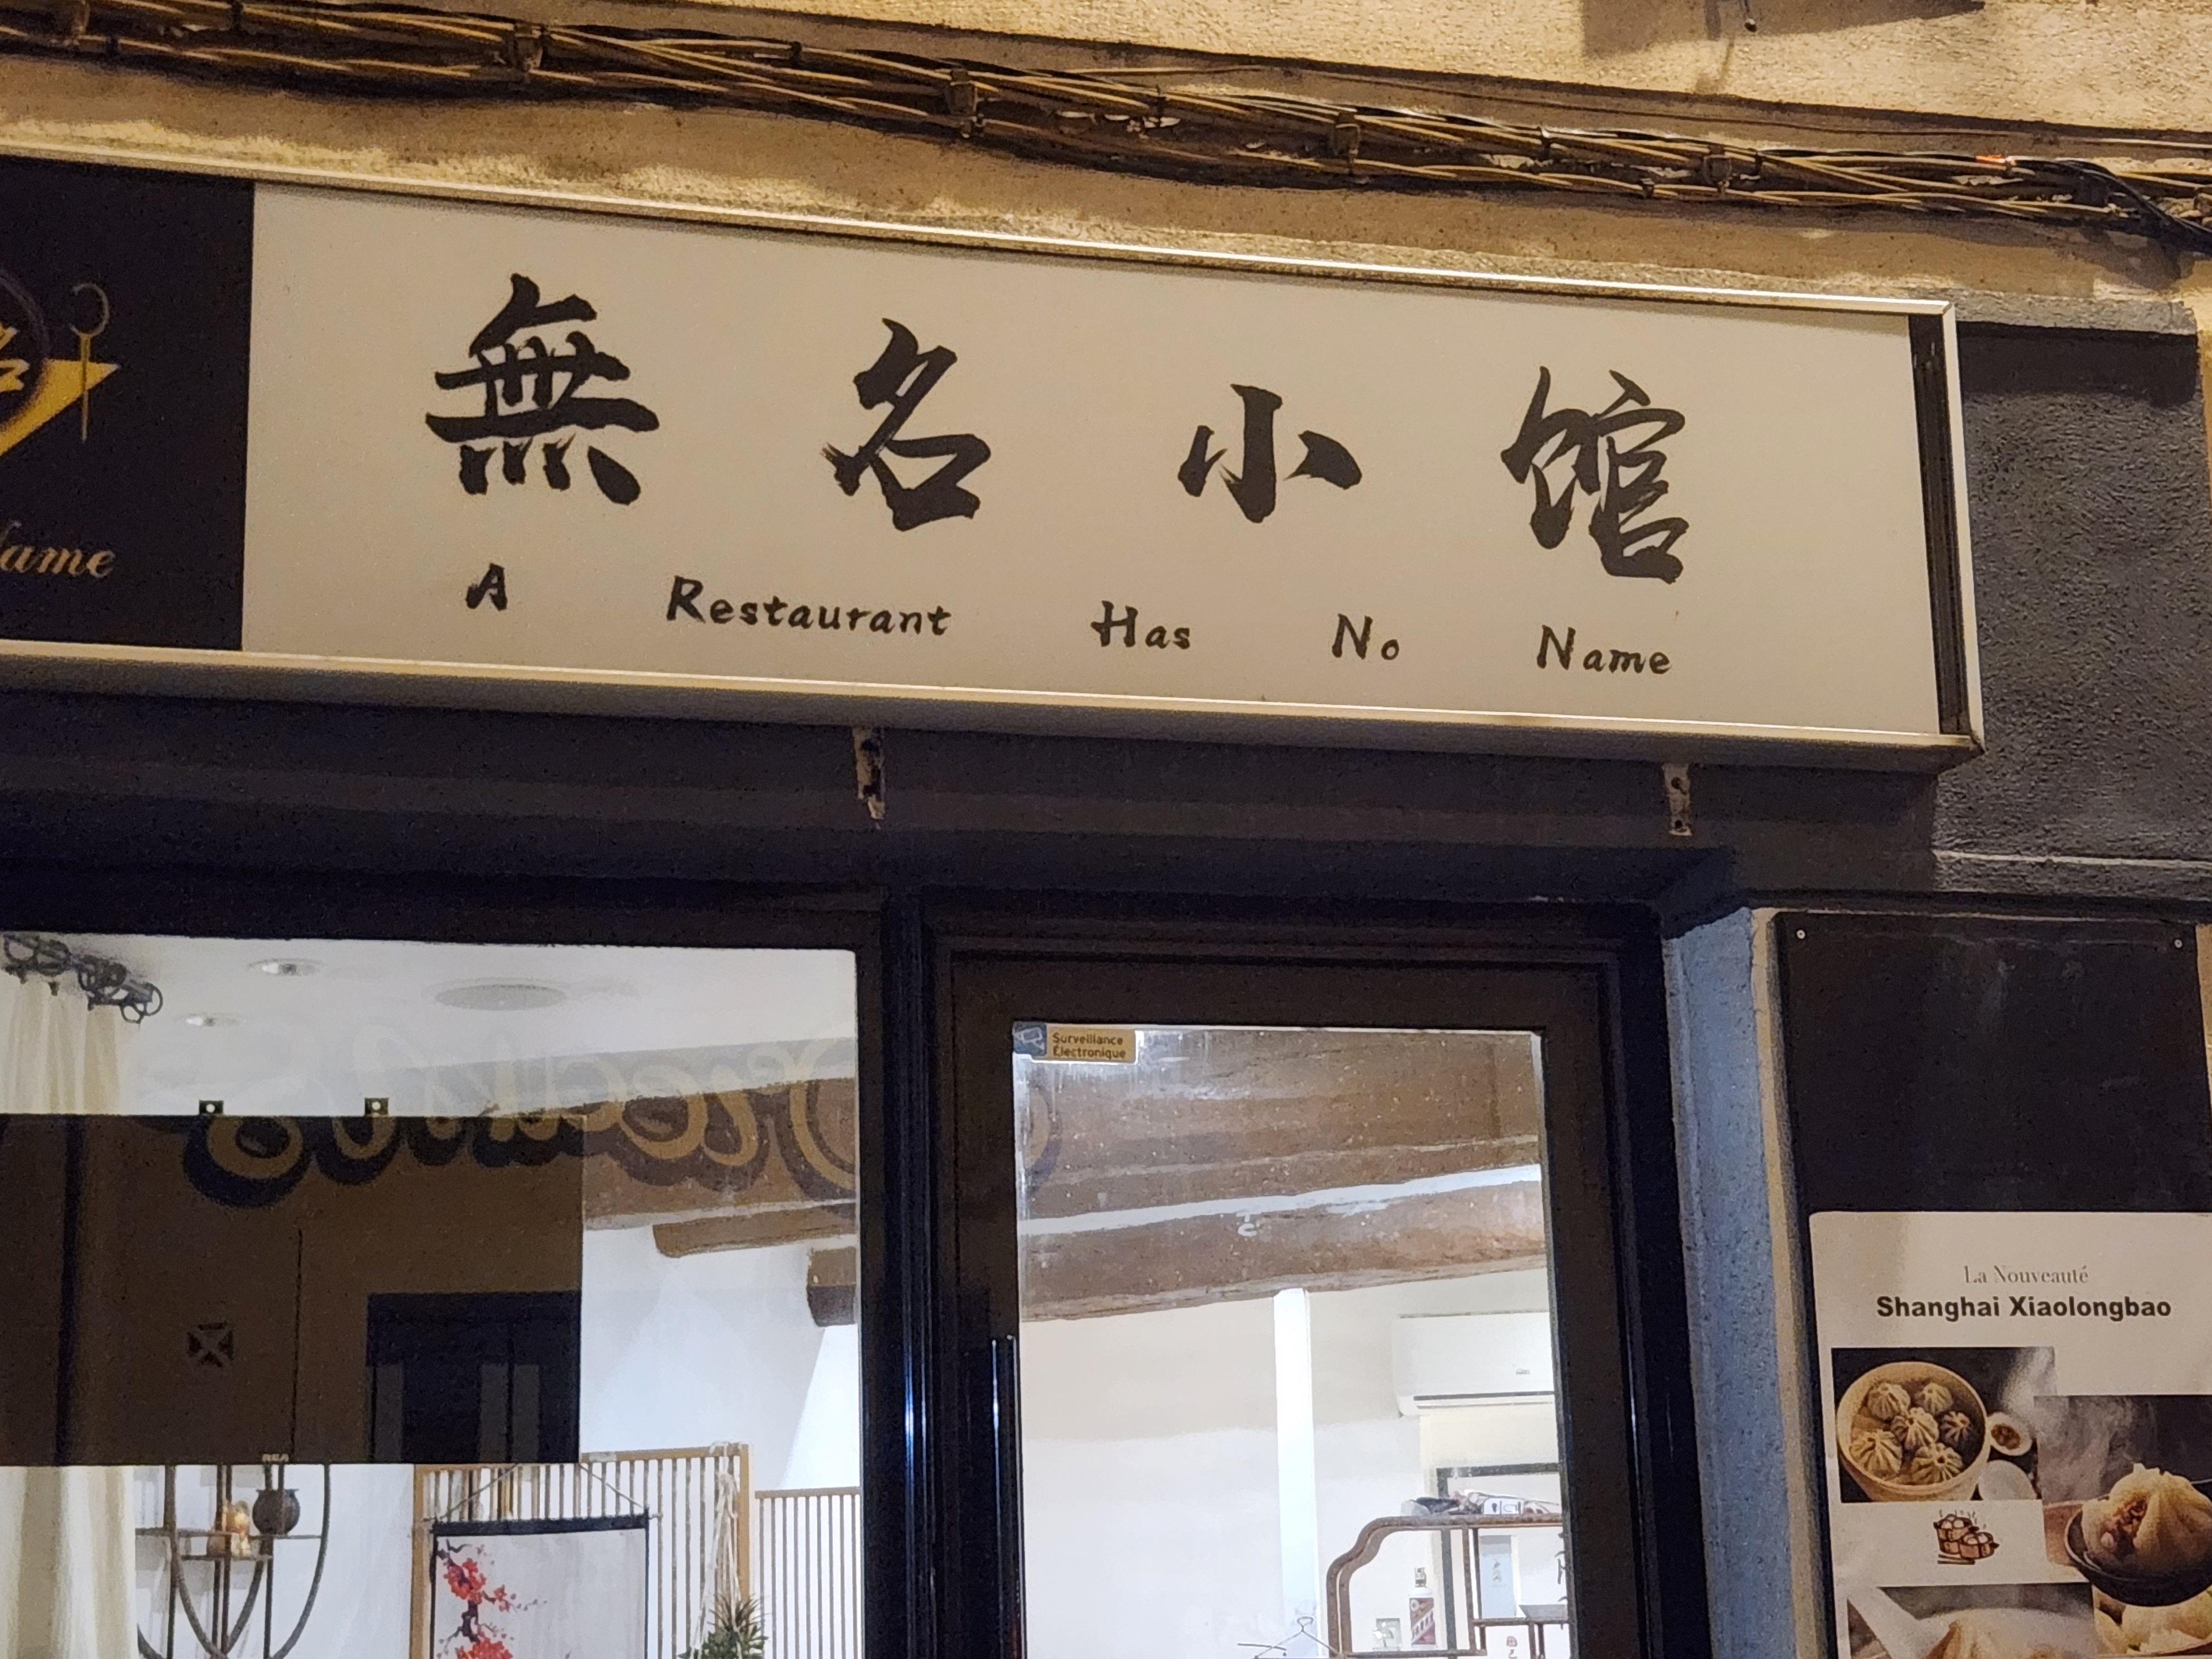 無名小馆
A Restaurant Has No Name
Surveillance
Électronique
La Nouveauté
Shanghai Xiaolongbao